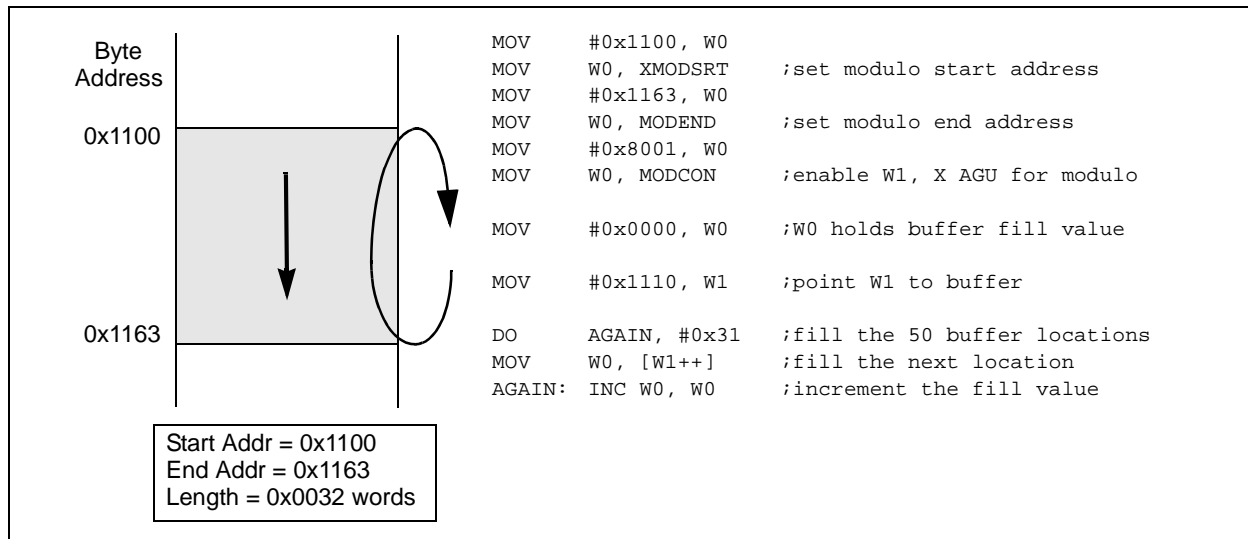 Byte
Address
0x1100
0x1163
Start Addr = 0x1100
End Addr = 0x1163
Length = 0x0032 words
MOV #0x1100, W0
MOV W0, XMODSRT ;set modulo start address
MOV #0x1163, W0
MOV W0, MODEND ;set modulo end address
MOV #0x8001, W0
MOV W0, MODCON ;enable W1, X AGU for modulo
MOV #0x0000, W0 ;W0 holds buffer fill value
MOV #0x1110, W1 ;point W1 to buffer
DO AGAIN, #0x31 ;fill the 50 buffer locations
MOV W0, [W1++] ;fill the next location
AGAIN: INC W0, W0 ;increment the fill value